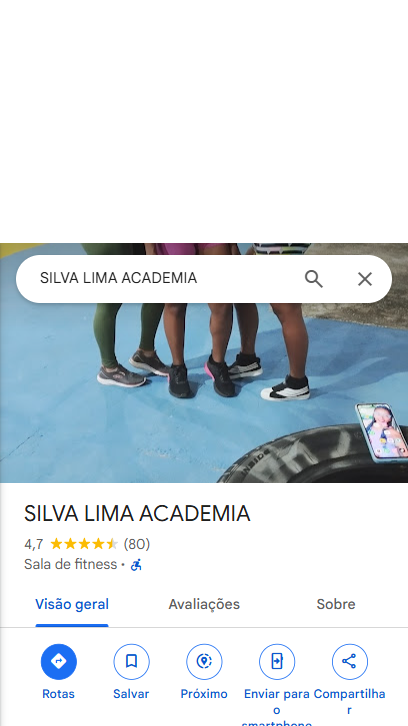 SILVA LIMA ACADEMIA
SILVA LIMA ACADEMIA
4,7 (80)
Sala de fitness ·
Visão geral Avaliações Sobre
Rotas Salvar Próximo Enviar para o smartphone Compartilhar